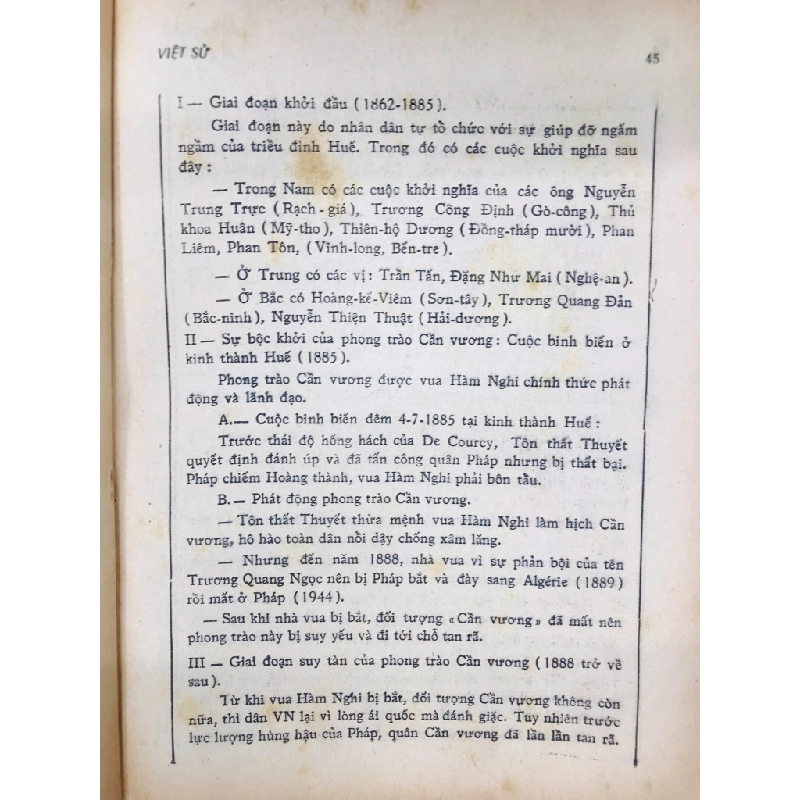 VIỆT SỬ 45
I — Giai đoạn khởi đầu (1862-1885).
Giai đoạn này do nhân dân tự tổ chức với sự giúp đỡ ngấm
ngầm của triều đình Huế. Trong đó có các cuộc khởi nghĩa sau
đây :
— Trong Nam có các cuộc khởi nghĩa của các ông Nguyễn
Trung Trực (Rạch-giá), Trương Công Định (Gò-công), Thủ
khoa Huân (Mỹ-tho), Thiên-hộ Dương (Đồng-tháp mười), Phan
Liêm, Phan Tôn, (Vĩnh-long, Bến-tre).
— Ở Trung có các vị : Trần Tấn, Đặng Như Mai (Nghệ-an).
— Ở Bắc có Hoàng-kế-Viêm (Sơn-tây), Trương Quang Đản
(Bắc-ninh), Nguyễn Thiện Thuật (Hải-dương).
II — Sự bộc khởi của phong trào Cần vương : Cuộc binh biến ở
kinh thành Huế (1885).
Phong trào Cần vương được vua Hàm Nghi chính thức phát
động và lãnh đạo.
A.— Cuộc binh biến đêm 4-7-1885 tại kinh thành Huế :
Trước thái độ hống hách của De Courcy, Tôn thất Thuyết
quyết định đánh úp và đã tấn công quân Pháp nhưng bị thất bại.
Pháp chiếm Hoàng thành, vua Hàm Nghi phải bôn tầu.
B. — Phát động phong trào Cần vương.
— Tôn thất Thuyết thừa mệnh vua Hàm Nghi làm hịch Cần
vương, hô hào toàn dân nổi dậy chống xâm lăng.
— Nhưng đến năm 1888, nhà vua vì sự phản bội của tên
Trương Quang Ngọc nên bị Pháp bắt và đày sang Algérie (1889)
rồi mất ở Pháp (1944).
— Sau khi nhà vua bị bắt, đối tượng «Cần vương» đã mất nên
phong trào này bị suy yếu và đi tới chỗ tan rã.
III — Giai đoạn suy tàn của phong trào Cần vương (1888 trở về
sau).
Từ khi vua Hàm Nghi bị bắt, đối tượng Cần vương không còn
nữa, thì dân VN lại vì lòng ái quốc mà đánh giặc. Tuy nhiên trước
lực lượng hùng hậu của Pháp, quân Cần vương đã lần lần tan rã.